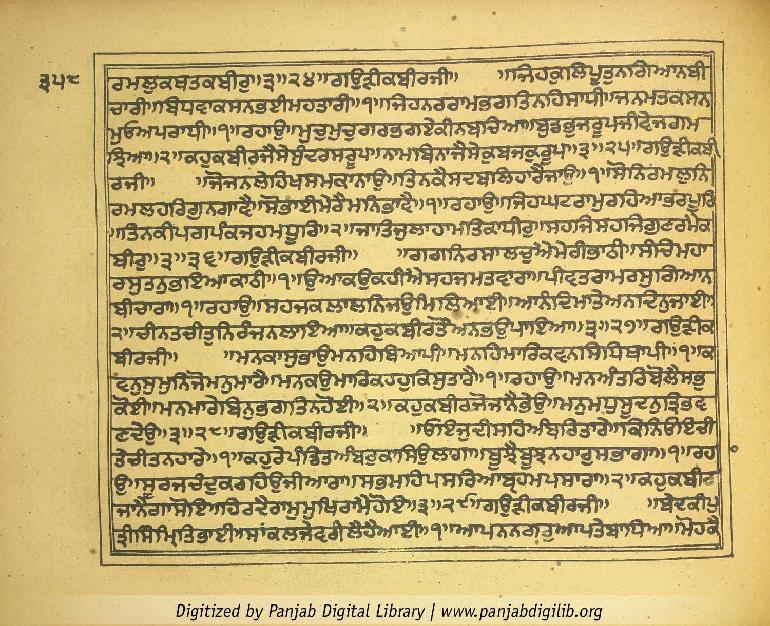 ੩੫੮
ਰਮਲੁਕਬਤਕਬੀਰੁ॥੩॥੨੪॥ਗਉੜੀਕਬੀਰਜੀ॥ ॥ਜਿਹਕੁਲਿਪੂਤੁਨਗਿਆਨਬੀ
ਚਾਰੀ॥ਬਿਧਵਾਕਸਨਭਈਮਹਤਾਰੀ॥੧॥ਜਿਹਨਰਰਾਮਭਗਤਿਨਹਿਸਾਧੀ॥ਜਨਮਤਕਸਨ
ਮੁਓਅਪਰਾਧੀ॥੧॥ਰਹਾਉ॥ਮੁਚੁਮੁਚੁਗਰਭਗਏਕੀਨਬਾਚਿਆ॥ਬੁਡਭੁਜਰੂਪਜੀਵੇਜਗਮ
ਝਿਆ॥੨॥ਕਹੁਕਬੀਰਜੈਸੇਸੁੰਦਰਸਰੂਪ॥ਨਾਮਬਿਨਾਜੈਸੇਕੁਬਜਕੁਰੂਪ॥੩॥੨੫॥ਗਉੜੀਕਬੀ
ਰਜੀ॥ ॥ਜੋਜਨਲੇਹਿਖਸਮਕਾਨਾਉ॥ਤਿਨਕੈਸਦਬਲਿਹਾਰੈਜਾਉ॥੧॥ਸੋਨਿਰਮਲੁਨਿ
ਰਮਲਹਰਿਗੁਨਗਾਵੈ॥ਸੋਭਾਈਮੇਰੈਮਨਿਭਾਵੈ॥੧॥ਰਹਾਉ॥ਜਿਹਘਟਰਾਮੁਰਹਿਆਭਰਪੂਰਿ
॥ਤਿਨਕੀਪਗਪੰਕਜਹਮਧੂਰਿ॥੨॥ਜਾਤਿਜੁਲਾਹਾਮਤਿਕਾਧੀਰੁ॥ਸਹਜਿਸਹਜਿਗੁਣਰਮੈਕ
ਬੀਰੁ॥੩॥੩੬॥ਗਉੜੀਕਬੀਰਜੀ॥ ॥ਗਗਨਿਰਸਾਲਚੁਐਮੇਰੀਭਾਠੀ॥ਸੰਚਿਮਹਾ
ਰਸੁਤਨੁਭਇਆਕਾਠੀ॥੧॥ਉਆਕਉਕਹੀਐਸਹਜਮਤਵਾਰਾ॥ਪੀਵਤਰਾਮਰਸੁਗਿਆਨ
ਬੀਚਾਰਾ॥੧॥ਰਹਾਉ॥ਸਹਜਕਲਾਲਨਿਜਉਮਿਲਿਆਈ॥ਆਨੰਦਿਮਾਤੇਅਨਦਿਨੁਜਾਈ॥
੨॥ਚੀਨਤਚੀਤੁਨਿਰੰਜਨਲਾਇਆ॥ਕਹੁਕਬੀਰਤੌਅਨਭਉਪਾਇਆ॥੩॥੨੭॥ਗਉੜੀਕ
ਬੀਰਜੀ॥ ॥ਮਨਕਾਸੁਭਾਉਮਨਹਿਬਿਆਪੀ॥ਮਨਹਿਮਾਰਿਕਵਨਸਿਧਿਥਾਪੀ॥੧॥ਕ
ਵਨੁਸੁਮੁਨਿਜੋਮਨੁਮਾਰੈ॥ਮਨਕਉਮਾਰਿਕਹਹੁਕਿਸੁਤਾਰੈ॥੧॥ਰਹਾਉ॥ਮਨਅੰਤਰਿਬੋਲੈਸਭੁ
ਕੋਈ॥ਮਨਮਾਰੇਬਿਨੁਭਗਤਿਨਹੋਈ॥੨॥ਕਹੁਕਬੀਰਜੋਜਾਨੈਭੇਉ॥ਮਨੁਮਧੁਸੂਦਨੁਤ੍ਰਿਭਵ
ਣਦੇਉ॥੩॥੨੮॥ਗਉੜੀਕਬੀਰਜੀ॥ ॥ਓਇਜੁਦੀਸਹਿਅੰਬਰਿਤਾਰੇ॥ਕਿਨਿਓਇਚੀ
ਤੇਚੀਤਨਹਾਰੇ॥੧॥ਕਹੁਰੇਪੰਡਿਤਅੰਬਰੁਕਾਸਿਉਲਾਗਾ॥ਬੂਝੈਬੂਝਨਹਾਰੁਸਭਾਗਾ॥੧॥ਰਹਾ
ਉ॥ਸੂਰਜਚੰਦੁਕਰਹਿਉਜੀਆਰਾ॥ਸਭਮਹਿਪਸਰਿਆਬ੍ਰਹਮਪਸਾਰਾ॥੨॥ਕਹੁਕਬੀਰ
ਜਾਨੈਗਾਸੋਇ॥ਹਿਰਦੈਰਾਮੁਮੁਖਿਰਾਮੈਹੋਇ॥੩॥੨੯॥ਗਉੜੀਕਬੀਰਜੀ॥ ॥ਬੇਦਕੀਪੁ
ਤ੍ਰੀਸਿੰਮ੍ਰਿਤਿਭਾਈ॥ਸਾਂਕਲਜੇਵਰੀਲੈਹੈਆਈ॥੧॥ਆਪਨਨਗਰੁਆਪਤੇਬਾਧਿਆ॥ਮੋਹਕੈ
Digitized by Panjab Digital Library | www.panjabdigilib.org